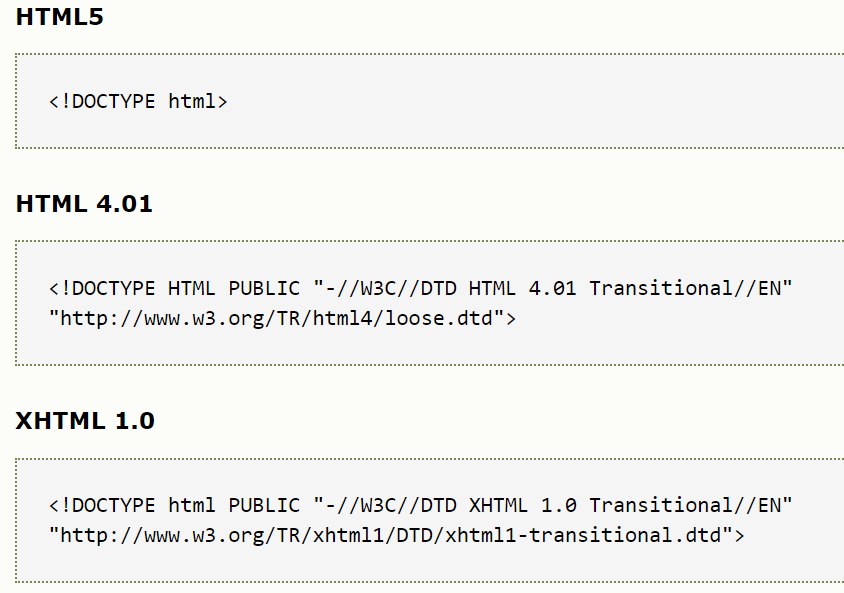 HTML5
<!DOCTYPE html>
HTML 4.01
<!DOCTYPE HTML PUBLIC "-//W3C//DTD HTML 4.01 Transitional//EN"
"http://www.w3.org/TR/html4/loose.dtd">
XHTML 1.0
<!DOCTYPE html PUBLIC "-//W3C//DTD XHTML 1.0 Transitional//EN"
"http://www.w3.org/TR/xhtml1/DTD/xhtml1-transitional.dtd">